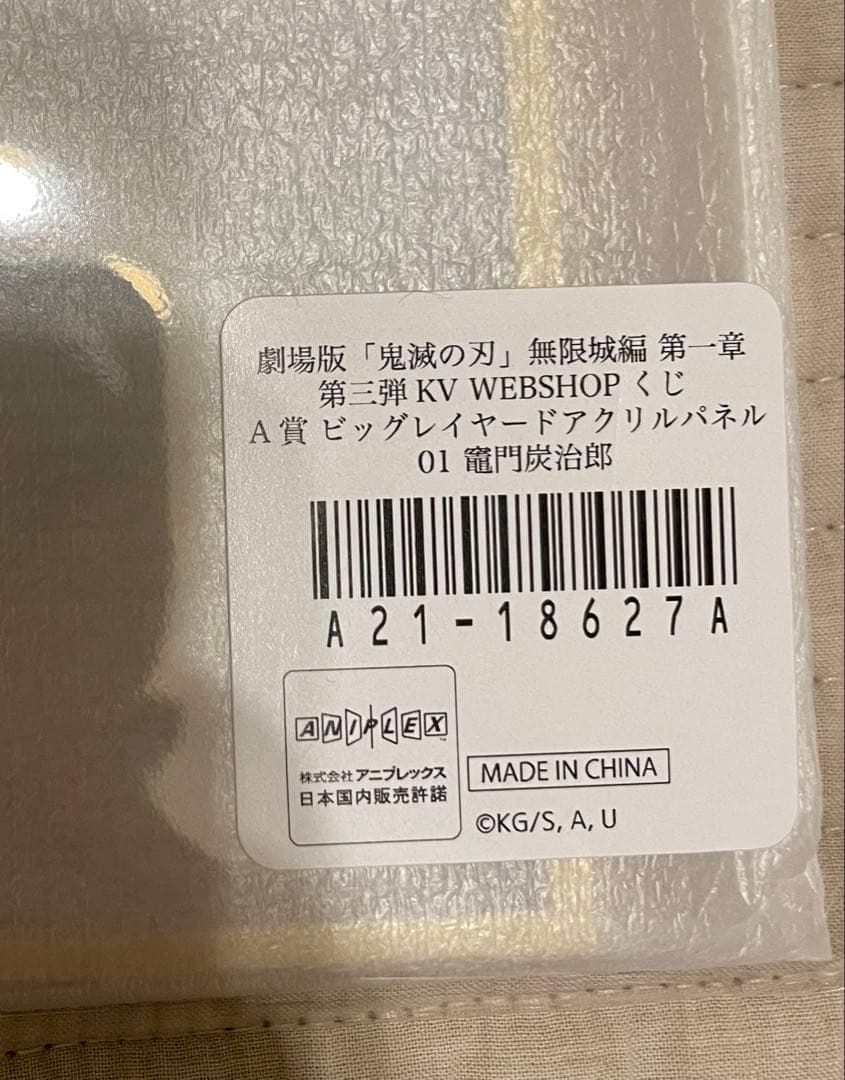 劇場版「鬼滅の刃」無限城編 第一章
第三弾 KV WEBSHOP くじ
A 賞 ビッグレイヤードアクリルパネル
01 竈門炭治郎
A21-18627A
ANIPLEX
株式会社 アニプレックス
日本国内販売許諾
MADE IN CHINA
©KG/S, A, U